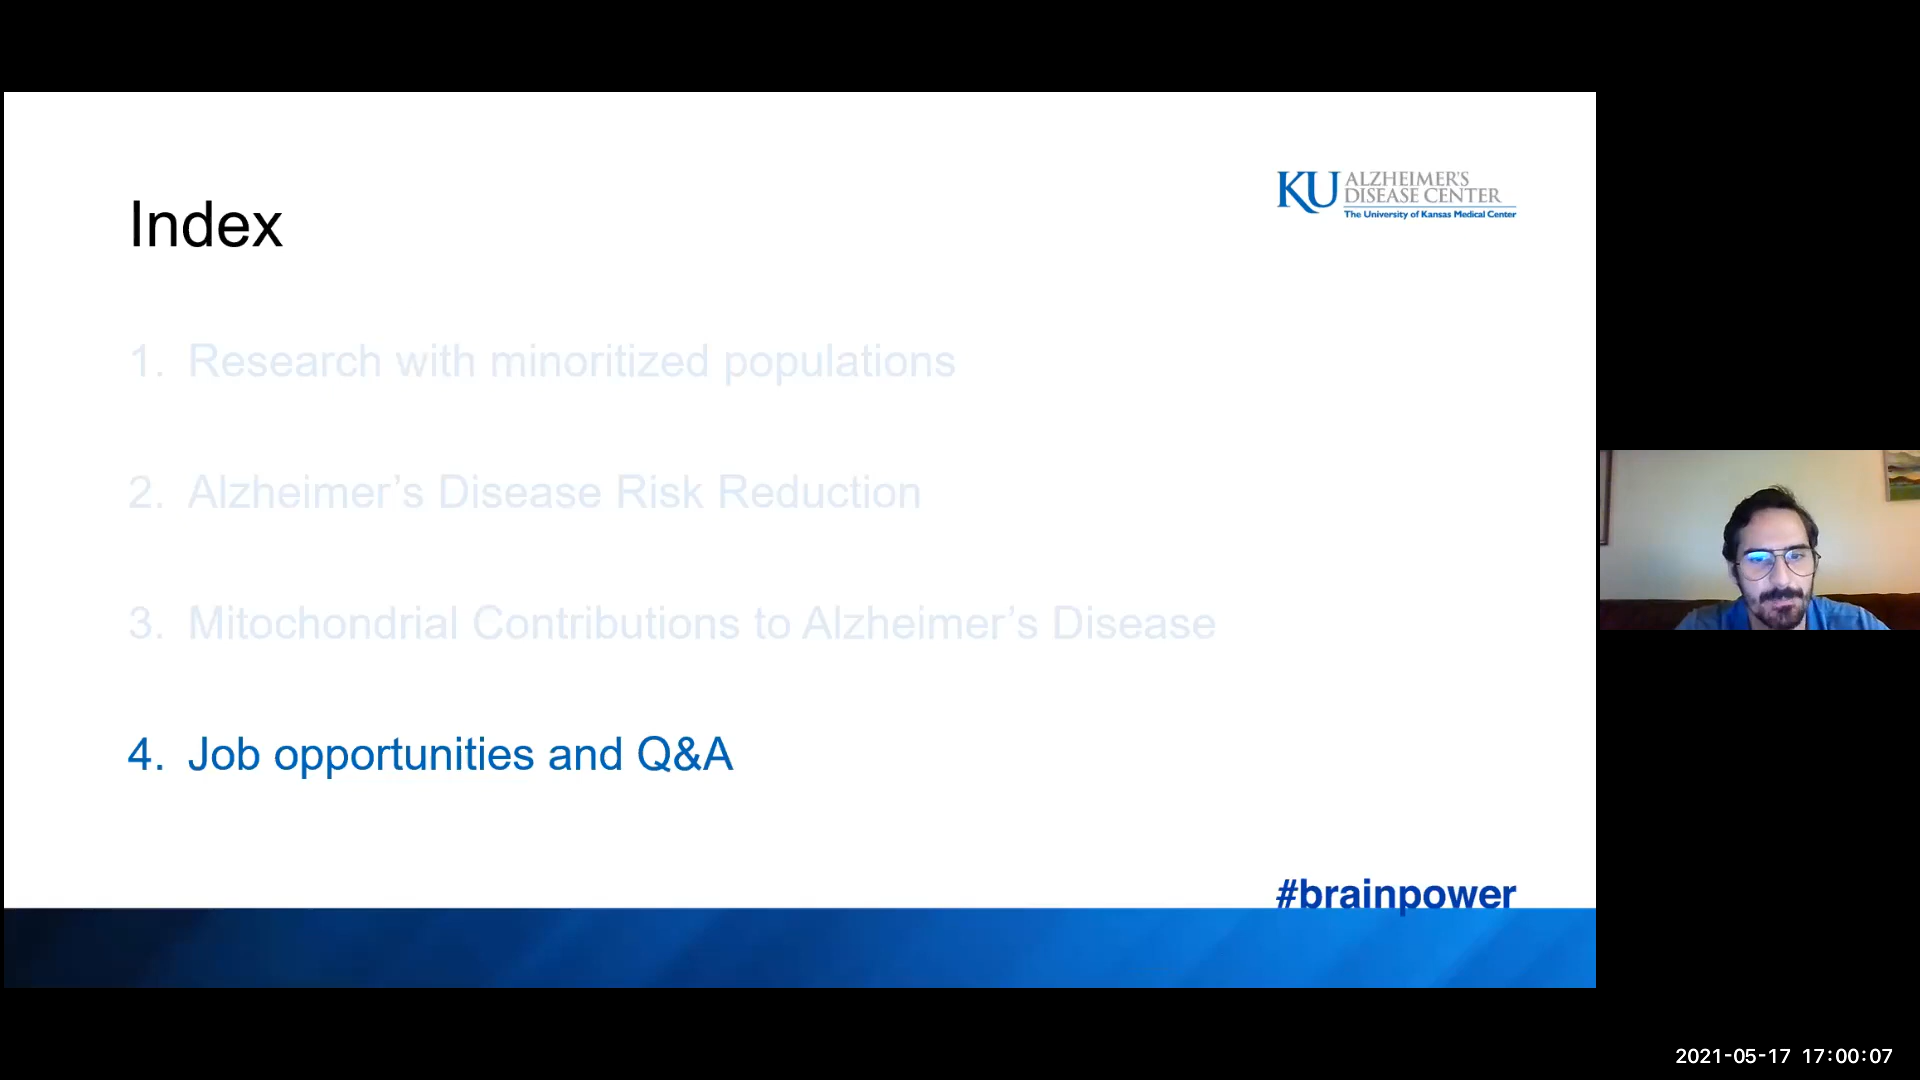 Index
KU ALZHEIMER'S
DISEASE CENTER
The University of Kansas Medical Center
1. Research with minoritized populations
2. Alzheimer’s Disease Risk Reduction
3. Mitochondrial Contributions to Alzheimer’s Disease
4. Job opportunities and Q&A
#brainpower
2021-05-17 17:00:07